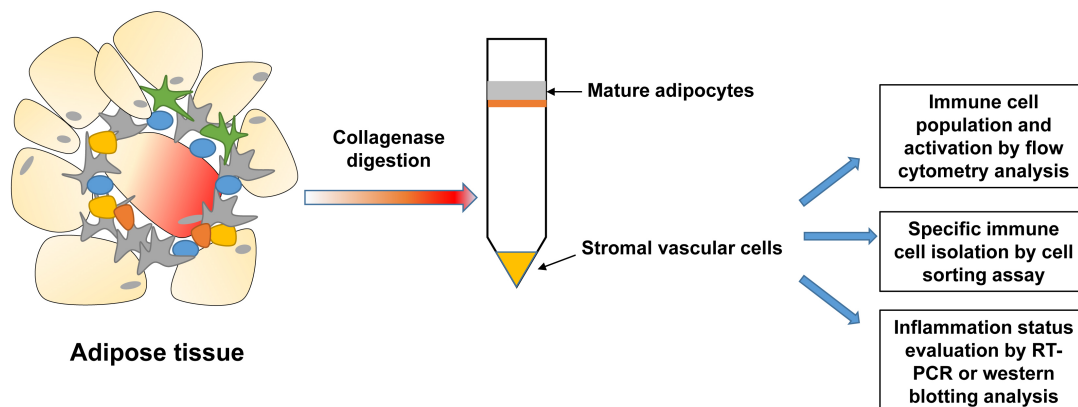 Adipose tissue
Collagenase
digestion
Mature adipocytes
Stromal vascular cells
Immune cell
population and
activation by flow
cytometry analysis
Specific immune
cell isolation by cell
sorting assay
Inflammation status
evaluation by RT-
PCR or western
blotting analysis